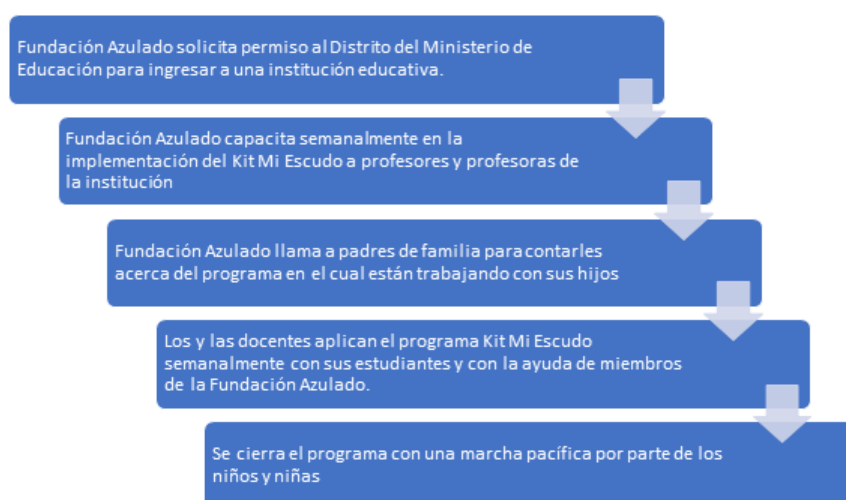 Fundación Azulado solicita permiso al Distrito del Ministerio de
Educación para ingresar a una institución educativa.
Fundación Azulado capacita semanalmente en la
implementación del Kit Mi Escudo a profesores y profesoras de
la institución
Fundación Azulado llama a padres de familia para contarles
acerca del programa en el cual están trabajando con sus hijos
Los y las docentes aplican el programa Kit Mi Escudo
semanalmente con sus estudiantes y con la ayuda de miembros
de la Fundación Azulado.
Se cierra el programa con una marcha pacífica por parte de los
niños y niñas